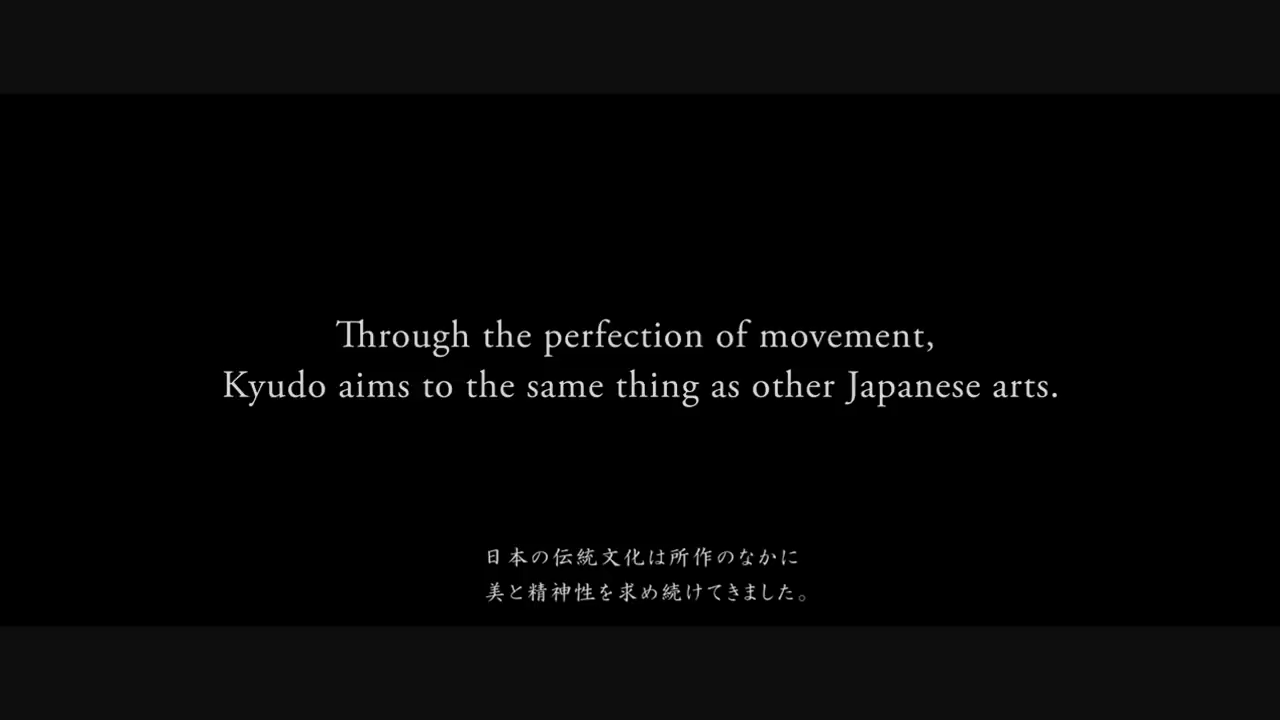 Through the perfection of movement,
Kyudo aims to the same thing as other Japanese arts.
日本の伝統文化は所作のなかに
美と精神性を求め続けてきました。